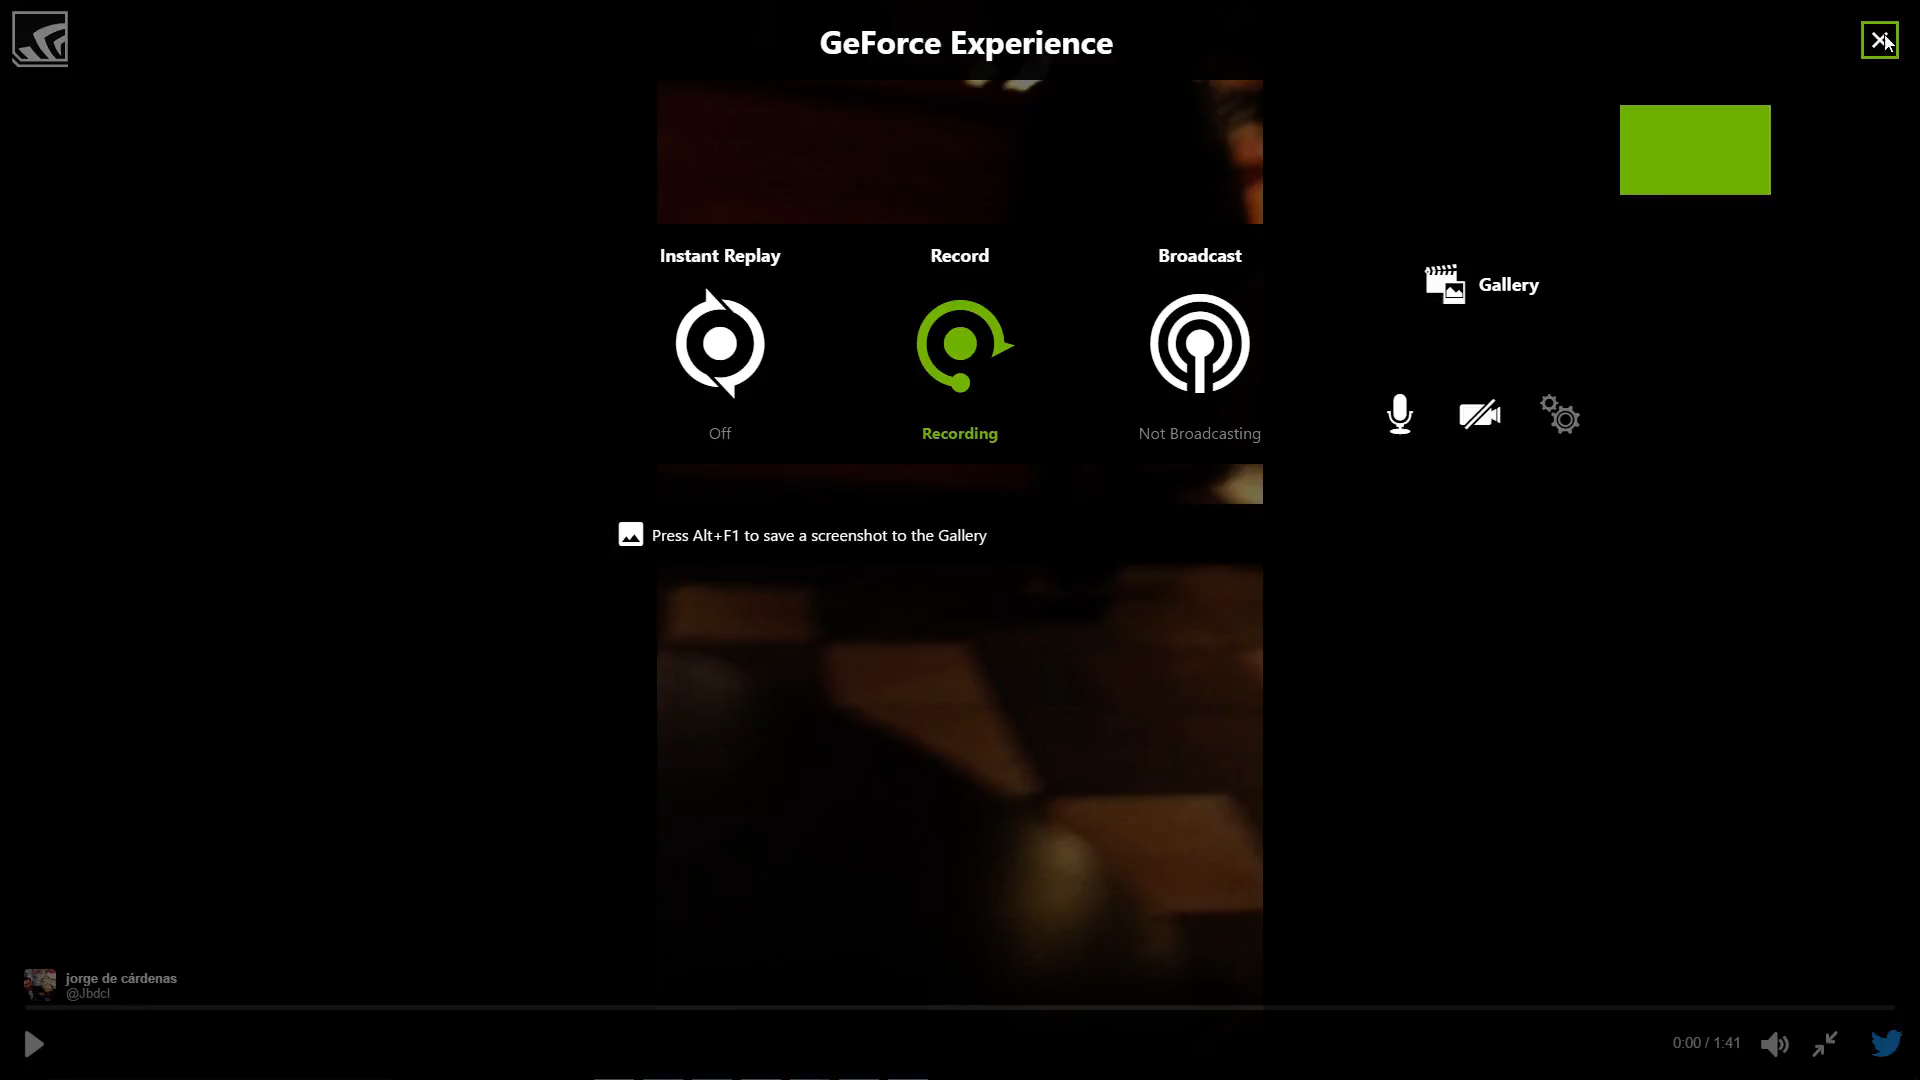 GeForce Experience
Instant Replay
Record
Broadcast
Gallery
Off
Recording
Not Broadcasting
Press Alt+F1 to save a screenshot to the Gallery
jorge de cárdenas
@Jbdcl
0:00 / 1:41